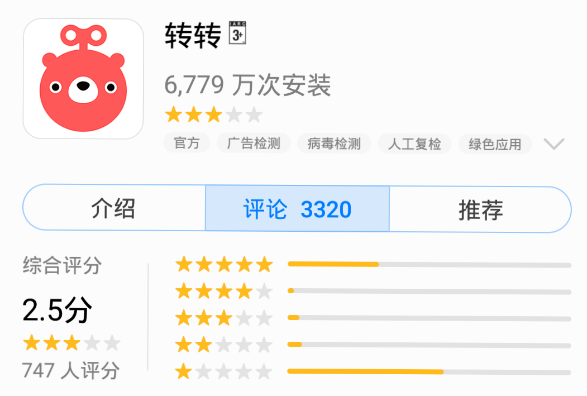 转转
3+
6,779 万次安装
官方 广告检测 病毒检测 人工复检 绿色应用
介绍 评论 3320 推荐
综合评分
2.5分
747 人评分